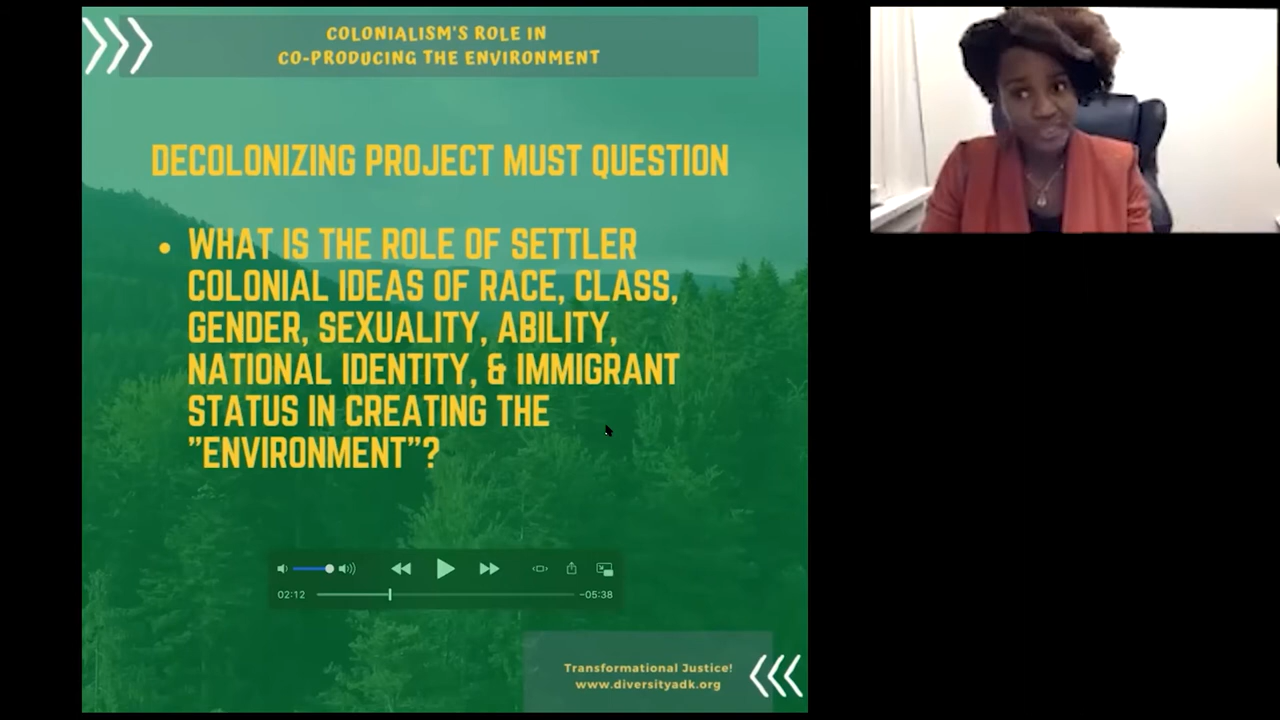 COLONIALISM'S ROLE IN
CO-PRODUCING THE ENVIRONMENT
DECOLONIZING PROJECT MUST QUESTION
• WHAT IS THE ROLE OF SETTLER
COLONIAL IDEAS OF RACE, CLASS,
GENDER, SEXUALITY, ABILITY,
NATIONAL IDENTITY, & IMMIGRANT
STATUS IN CREATING THE
”ENVIRONMENT”?
02:12
−05:38
Transformational Justice!
www.diversityadk.org